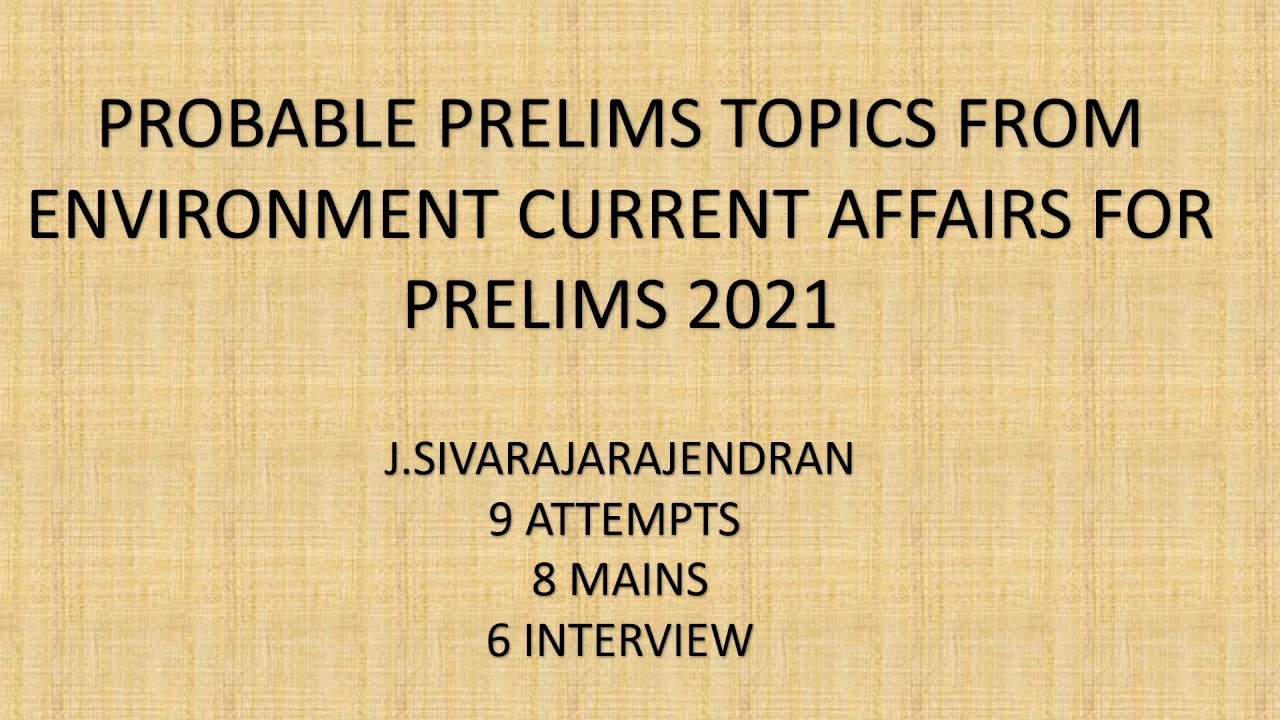 PROBABLE PRELIMS TOPICS FROM
ENVIRONMENT CURRENT AFFAIRS FOR
PRELIMS 2021
J.SIVARAJARAJENDRAN
9 ATTEMPTS
8 MAINS
6 INTERVIEW